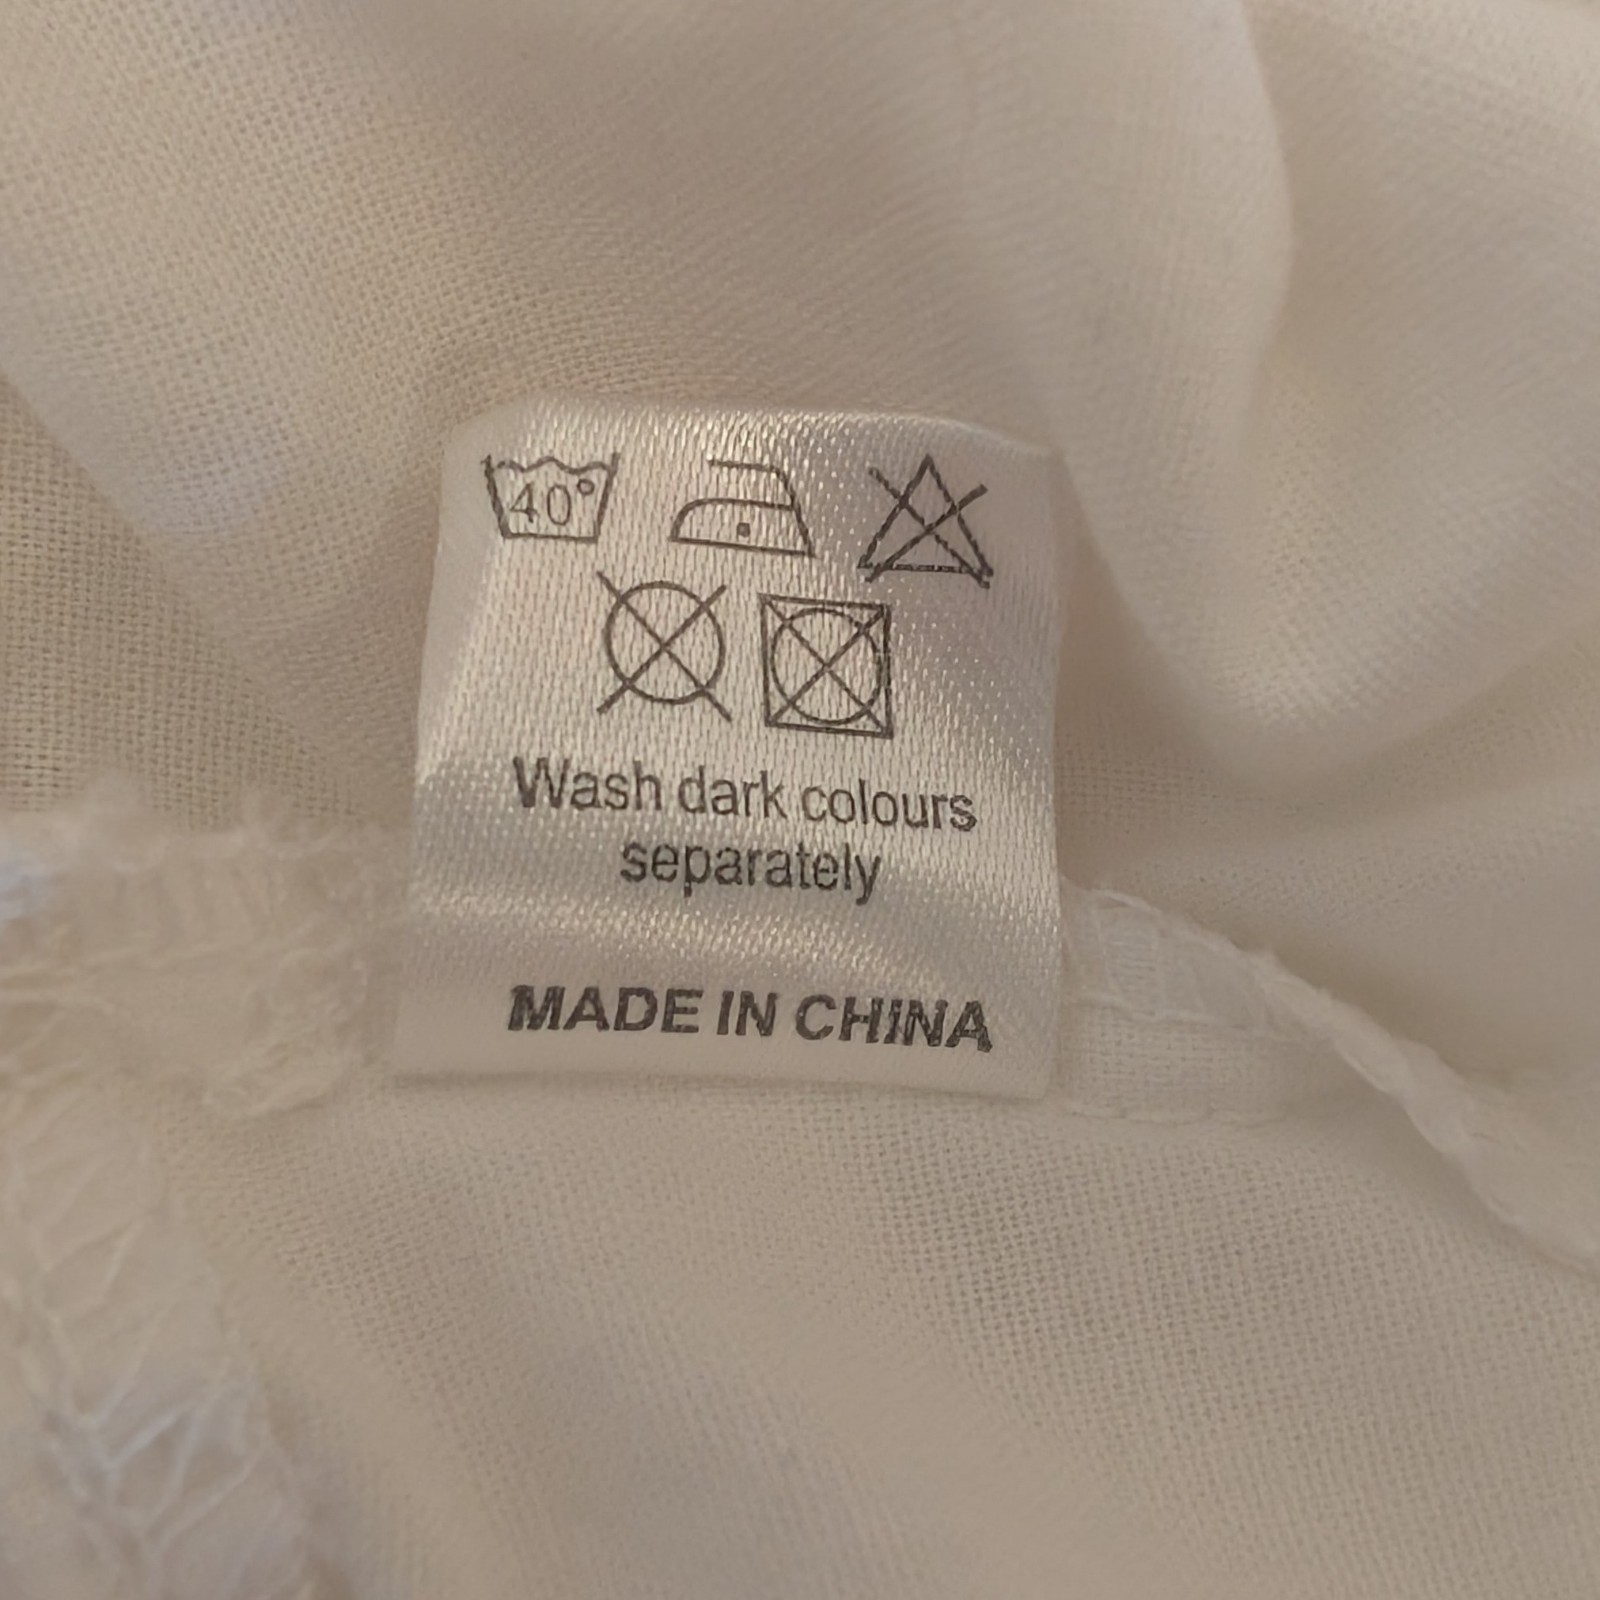 40°
Wash dark colours
separately
MADE IN CHINA